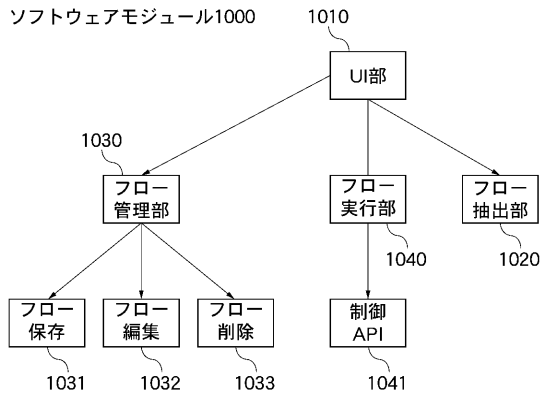 ソフトウェアモジュール1000
1010
UI部
1030
フロー
管理部
フロー
実行部
フロー
抽出部
1040
1020
フロー
保存
フロー
編集
フロー
削除
制御
API
1031
1032
1033
1041